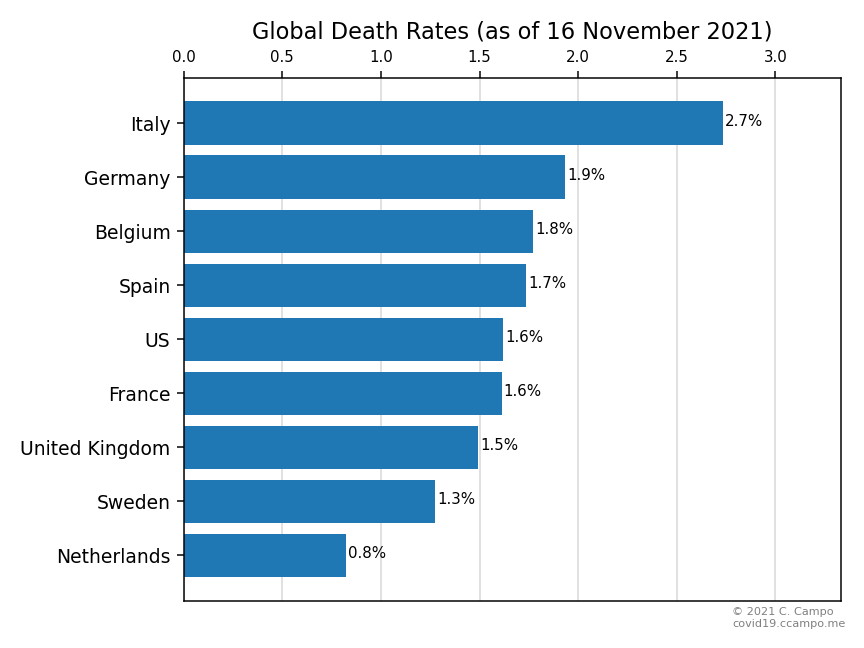 Global Death Rates (as of 16 November 2021)
0.0 0.5 1.0 1.5 2.0 2.5 3.0
Italy 2.7%
Germany 1.9%
Belgium 1.8%
Spain 1.7%
US 1.6%
France 1.6%
United Kingdom 1.5%
Sweden 1.3%
Netherlands 0.8%
© 2021 C. Campo
covid19.ccampo.me